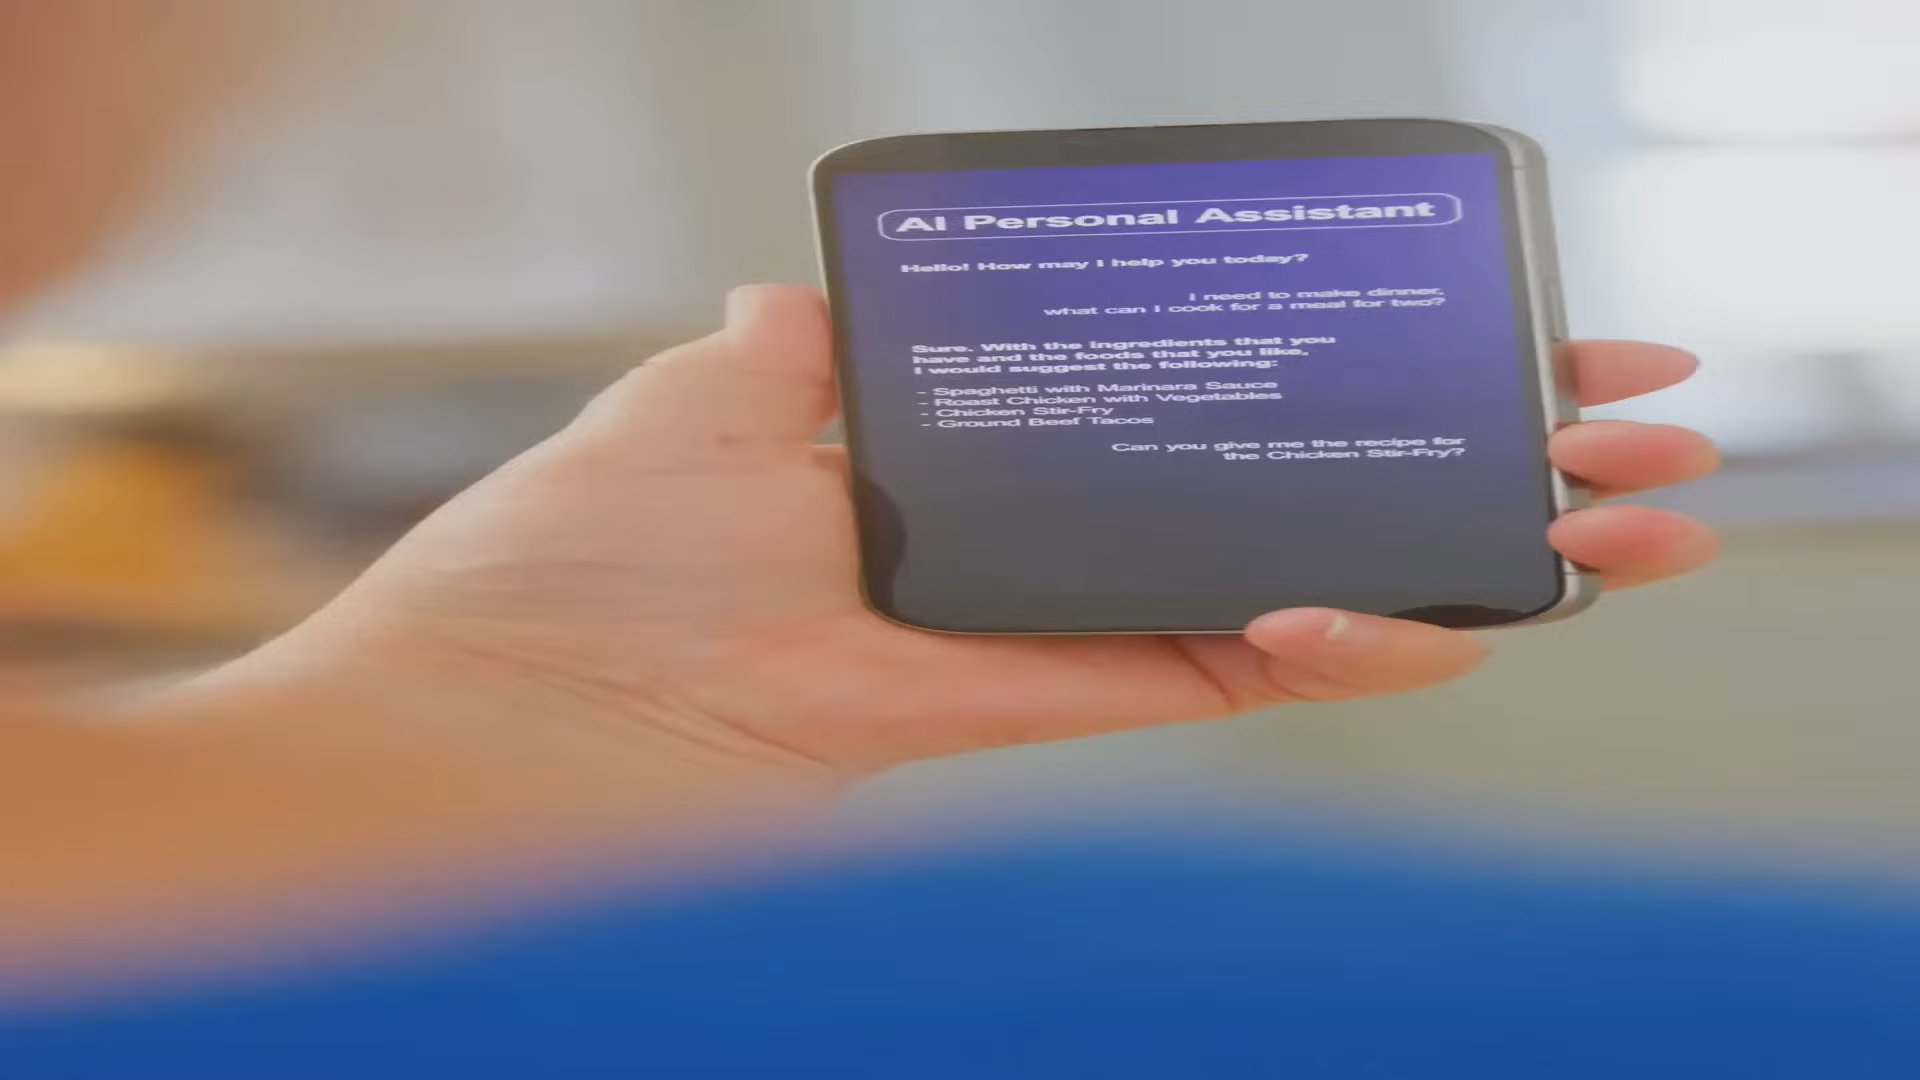 AI Personal Assistant
Hello! How may I help you today?
I need to make dinner,
what can I cook for a meal for two?
Sure. With the ingredients that you
have and the foods that you like,
I would suggest the following:
- Spaghetti with Marinara Sauce
- Roast Chicken with Vegetables
- Chicken Stir-Fry
- Ground Beef Tacos
Can you give me the recipe for
the Chicken Stir-Fry?